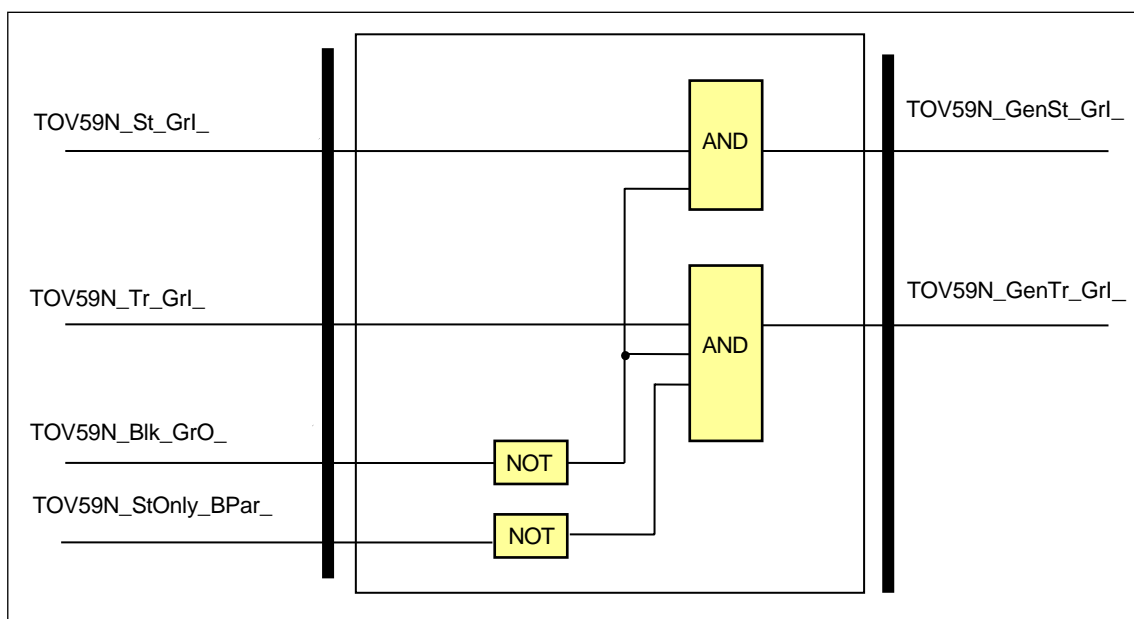 TOV59N_St_GrI_
AND
TOV59N_GenSt_GrI_
TOV59N_Tr_GrI_
AND
TOV59N_GenTr_GrI_
TOV59N_Blk_GrO_
NOT
TOV59N_StOnly_BPar_
NOT